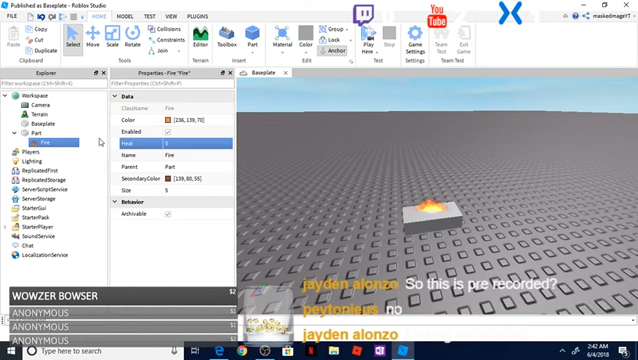 Published as Baseplate - Roblox Studio
FILE
HOME
MODEL
TEST
VIEW
PLUGINS
Paste
Copy
Cut
Duplicate
Select
Move
Scale
Rotate
Collisions
Constraints
Join
Editor
Toolbox
Part
Material
Color
Group
Lock
Anchor
Play
Here
Stop
Game
Settings
Team
Test
Clipboard
Tools
Terrain
Insert
Edit
Test
Settings
Team Test
You
Tube
maskedmageYT
Explorer
Filter workspace (Ctrl+Shift+X)
Workspace
Camera
Terrain
Baseplate
Part
Fire
Players
Lighting
ReplicatedFirst
ReplicatedStorage
ServerScriptService
ServerStorage
StarterGui
StarterPack
StarterPlayer
SoundService
Chat
LocalizationService
Properties - Fire "Fire"
Filter Properties (Ctrl+Shift+P)
Data
ClassName Fire
Color [236, 139, 70]
Enabled
Heat 0
Name Fire
Parent Part
SecondaryColor [139, 80, 55]
Size 5
Behavior
Archivable
Baseplate
jayden alonzo So this is pre recorded?
peytonieus no
jayden alonzo
WOWZER BOWSER $2
ANONYMOUS
ANONYMOUS
ANONYMOUS
Type here to search
2:42 AM
6/4/2018